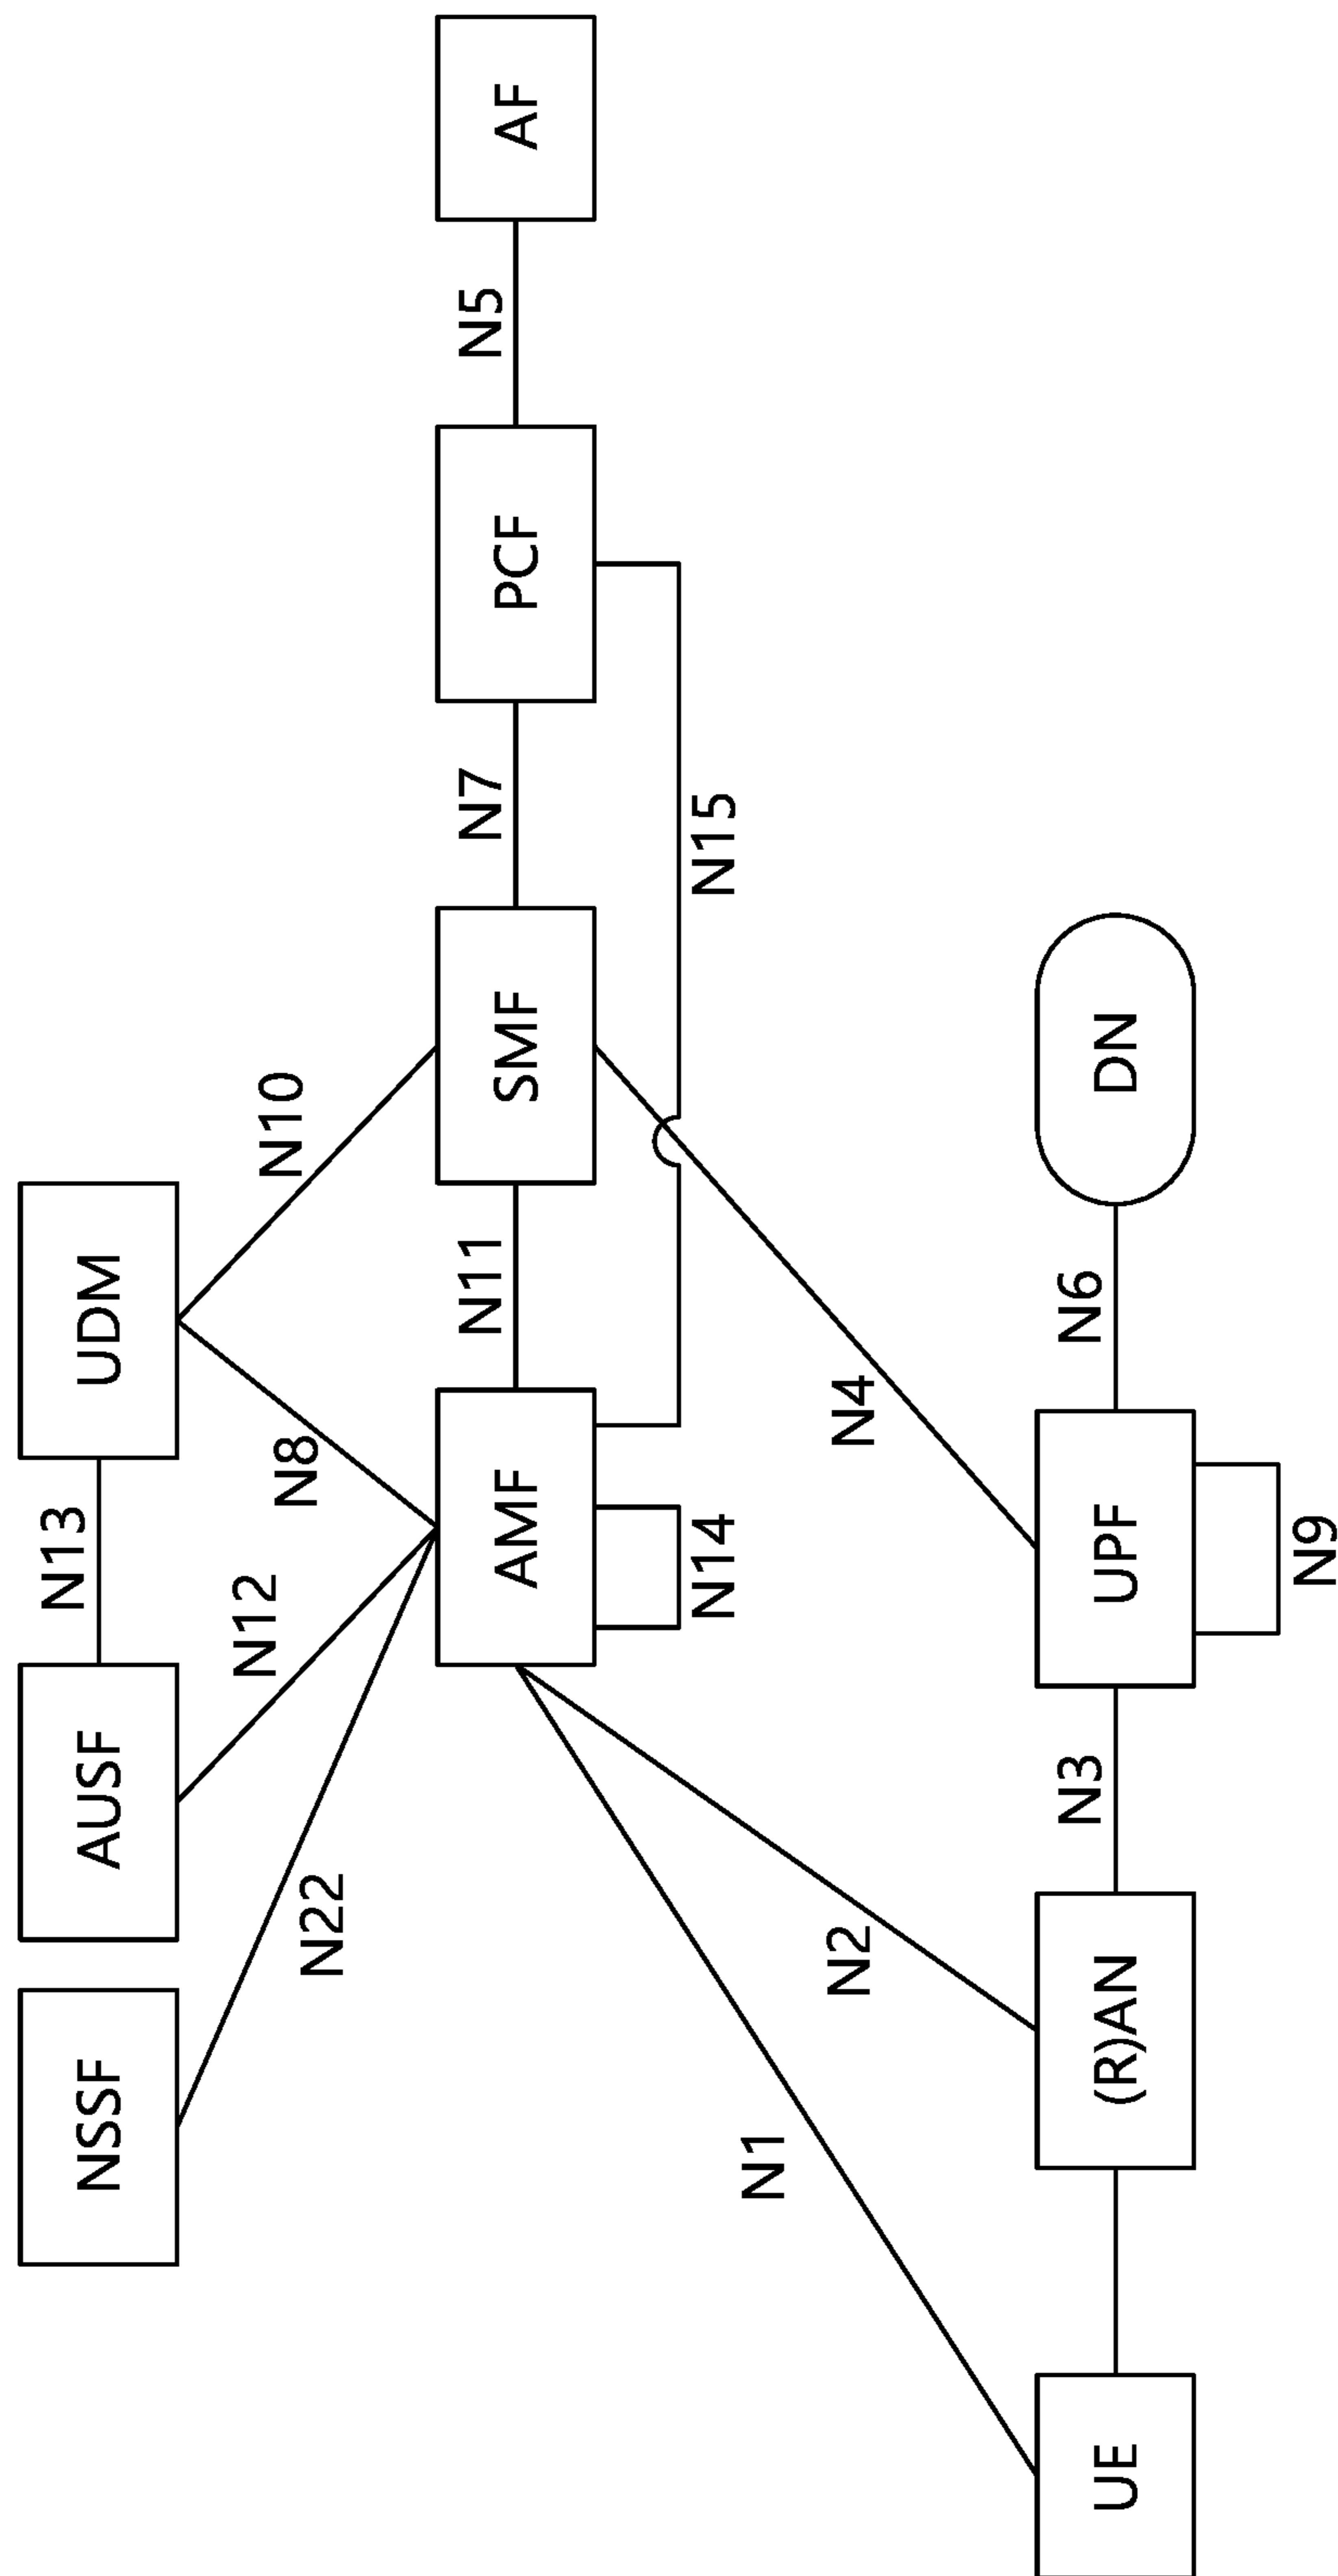 NSSF
AUSF
N13
UDM
N22
N12
N8
N10
AMF
N11
SMF
N7
PCF
N5
AF
N14
N15
N1
N2
N4
UE
(R)AN
N3
UPF
N6
DN
N9